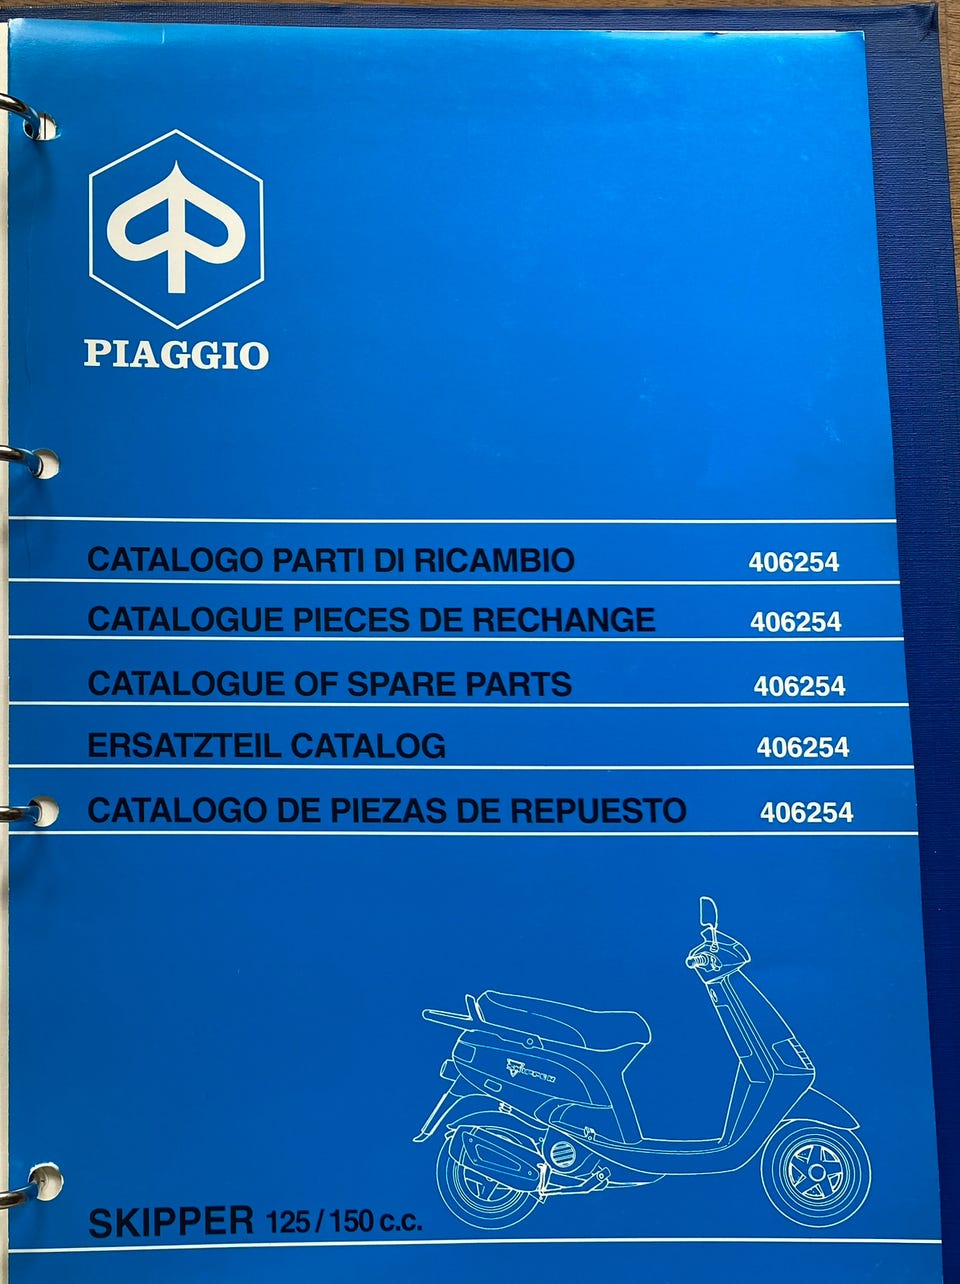 PIAGGIO
CATALOGO PARTI DI RICAMBIO 406254
CATALOGUE PIECES DE RECHANGE 406254
CATALOGUE OF SPARE PARTS 406254
ERSATZTEIL CATALOG 406254
CATALOGO DE PIEZAS DE REPUESTO 406254
SKIPPER
SKIPPER 125/150 c.c.